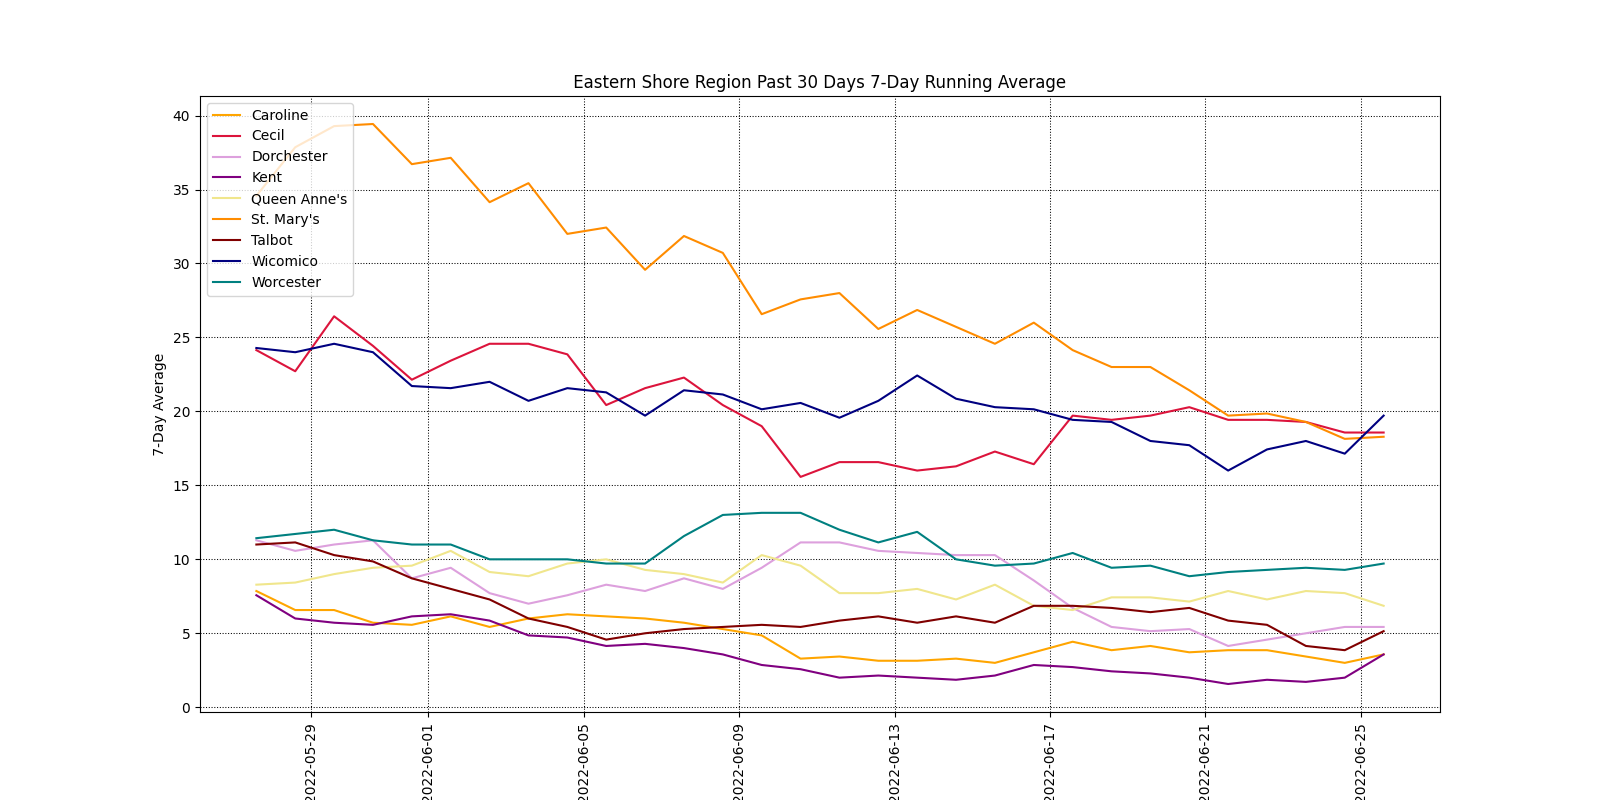 Eastern Shore Region Past 30 Days 7-Day Running Average
Caroline
Cecil
Dorchester
Kent
Queen Anne's
St. Mary's
Talbot
Wicomico
Worcester
7-Day Average
40
35
30
25
20
15
10
5
0
2022-05-29
2022-06-01
2022-06-05
2022-06-09
2022-06-13
2022-06-17
2022-06-21
2022-06-25